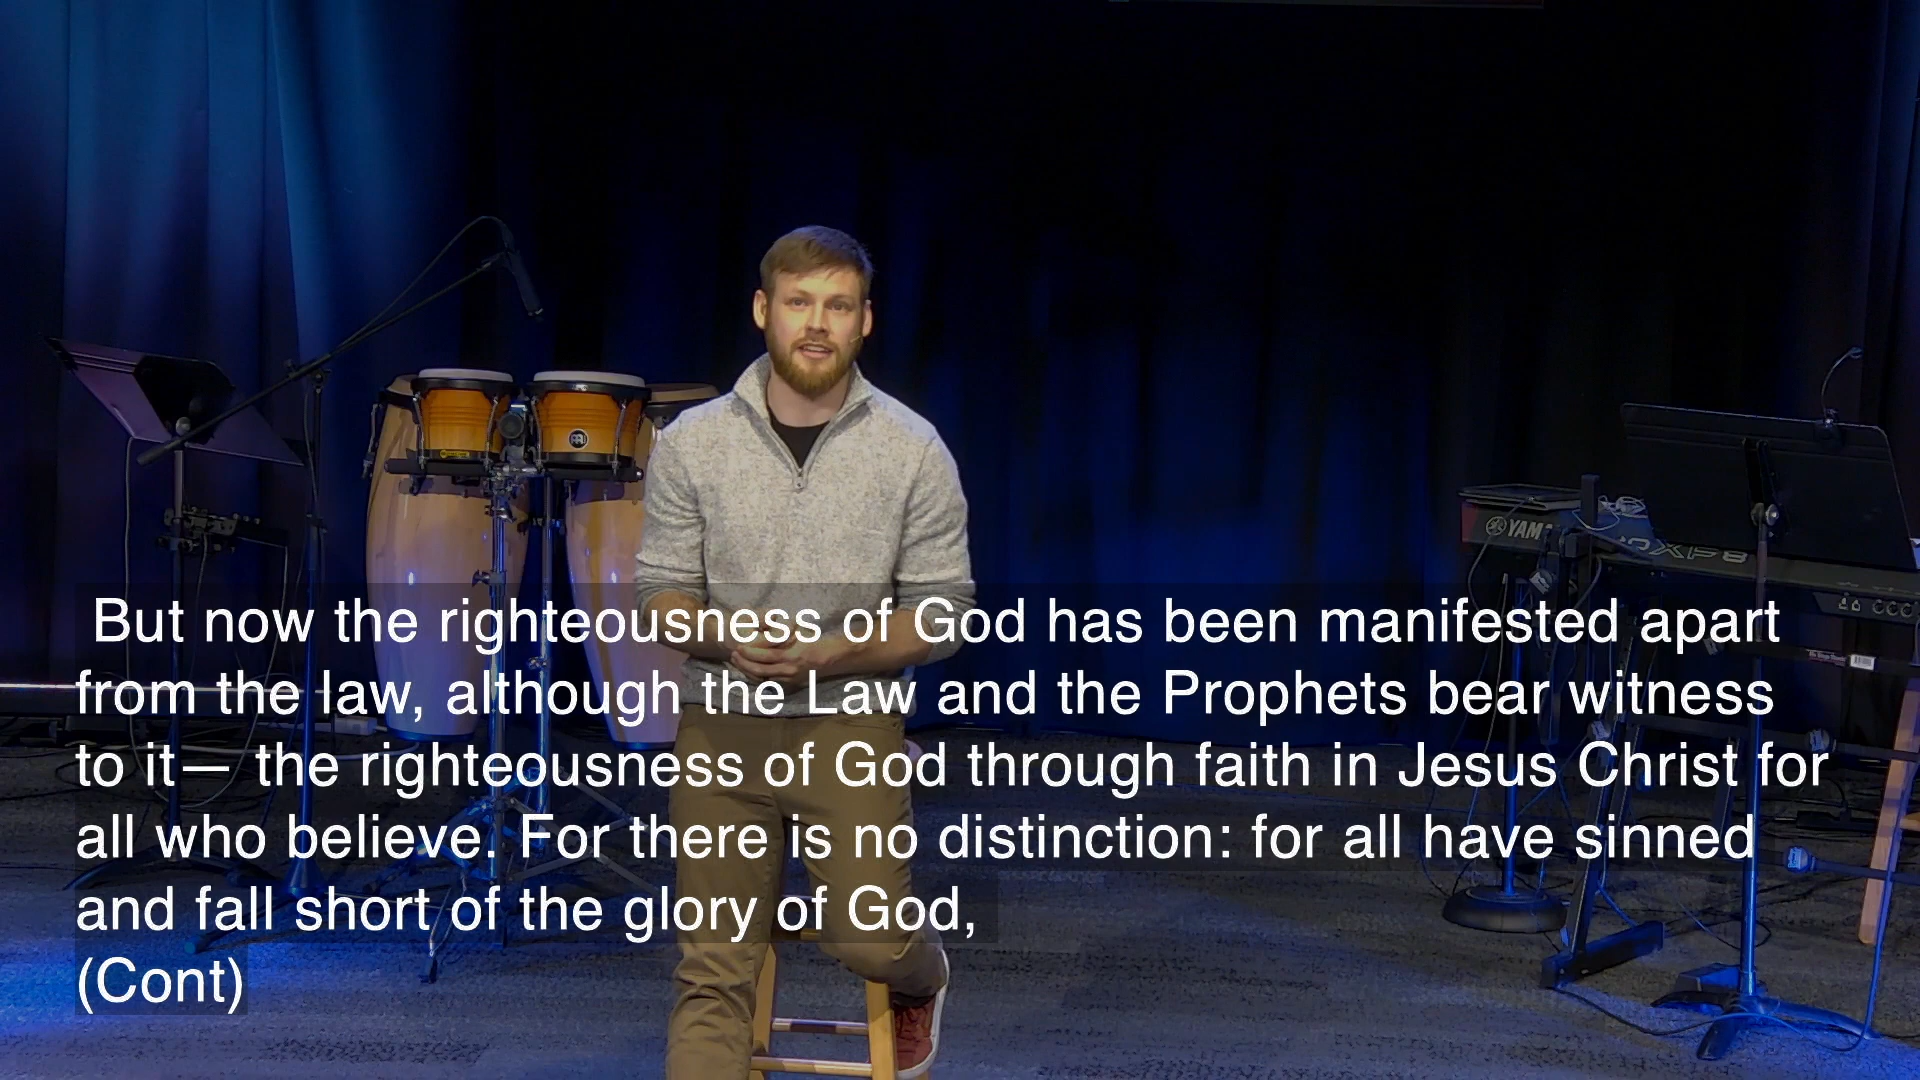 But now the righteousness of God has been manifested apart
from the law, although the Law and the Prophets bear witness
to it— the righteousness of God through faith in Jesus Christ for
all who believe. For there is no distinction: for all have sinned
and fall short of the glory of God,
(Cont)
YAMA
MOXF8